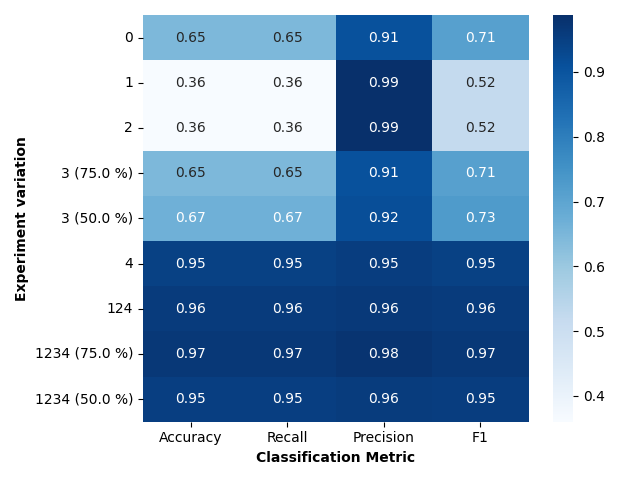 0 0.65 0.65 0.91 0.71
1 0.36 0.36 0.99 0.52
2 0.36 0.36 0.99 0.52
3 (75.0 %) 0.65 0.65 0.91 0.71
3 (50.0 %) 0.67 0.67 0.92 0.73
4 0.95 0.95 0.95 0.95
124 0.96 0.96 0.96 0.96
1234 (75.0 %) 0.97 0.97 0.98 0.97
1234 (50.0 %) 0.95 0.95 0.96 0.95
Accuracy Recall Precision F1
Classification Metric
Experiment variation
0.9
0.8
0.7
0.6
0.5
0.4